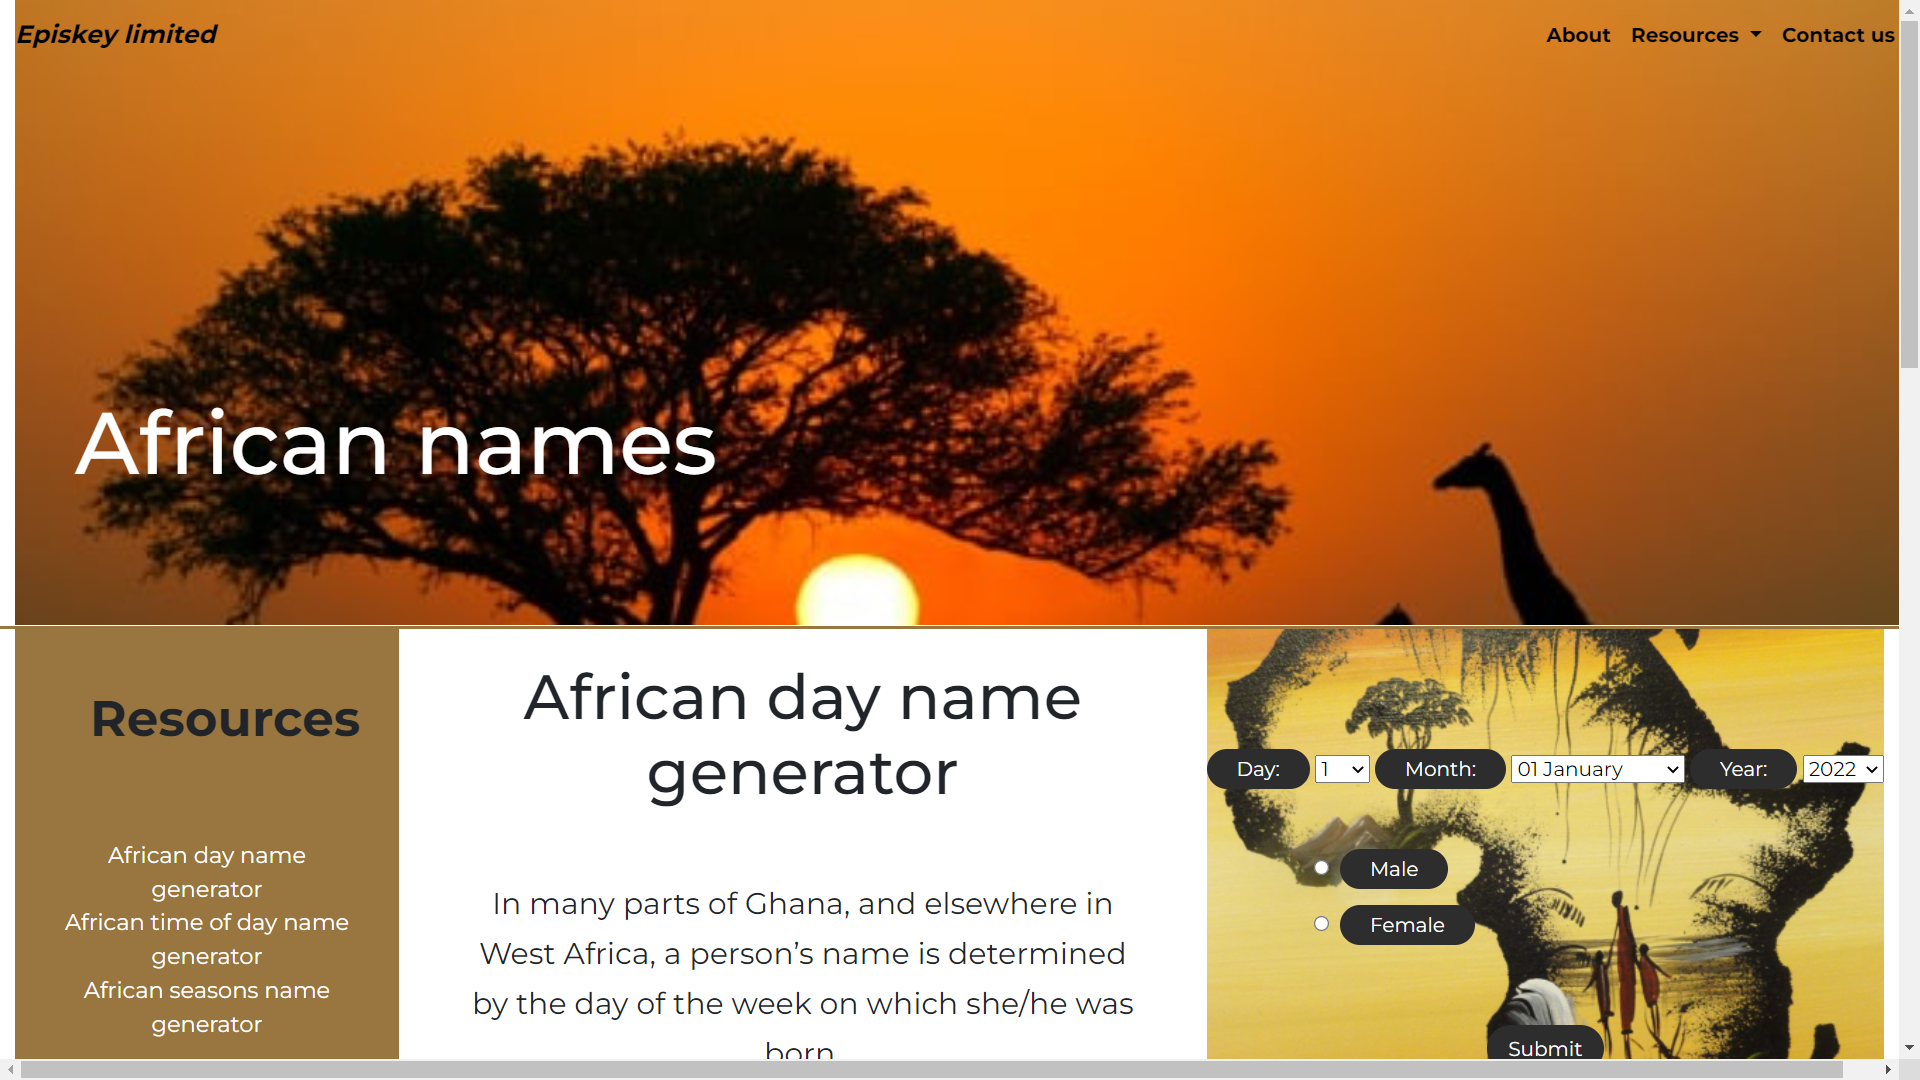 Episkey limited
About Resources Contact us
African names
Resources
African day name
generator
African time of day name
generator
African seasons name
generator
African day name
generator
In many parts of Ghana, and elsewhere in
West Africa, a person’s name is determined
by the day of the week on which she/he was
born.
Day: 1 Month: 01 January Year: 2022
Male
Female
Submit